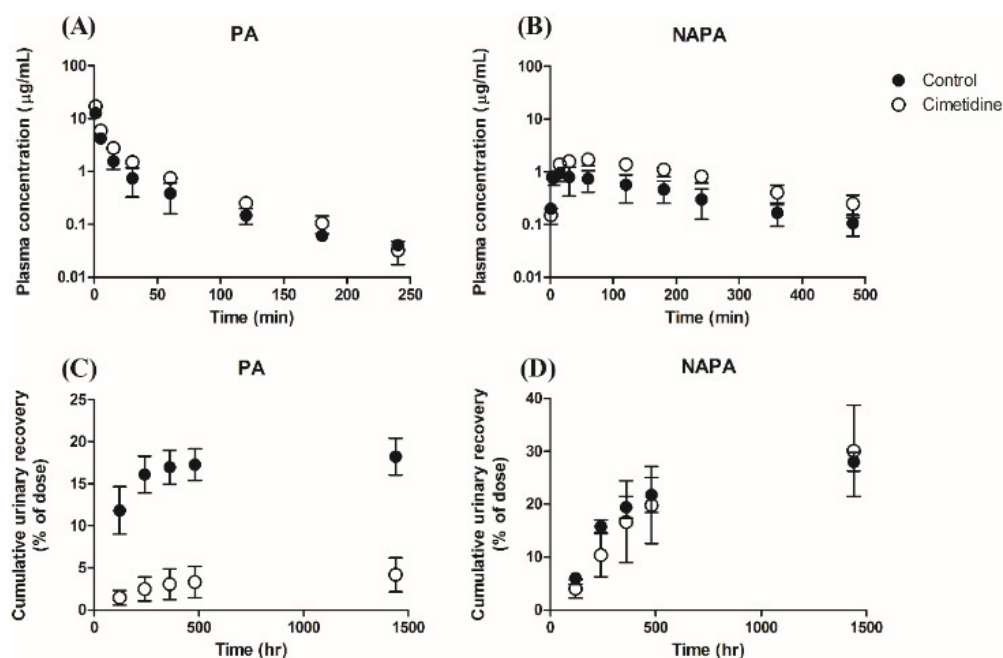 (A)
PA
Plasma concentration ( μg/mL)
100
10
1
0.1
0.01
0
50
100
150
200
250
Time (min)
(B)
NAPA
Plasma concentration ( μg/mL)
100
10
1
0.1
0.01
0
100
200
300
400
500
Time (min)
Control
Cimetidine
(C)
PA
Cumulative urinary recovery
(% of dose)
25
20
15
10
5
0
0
500
1000
1500
Time (hr)
(D)
NAPA
Cumulative urinary recovery
(% of dose)
40
30
20
10
0
0
500
1000
1500
Time (hr)